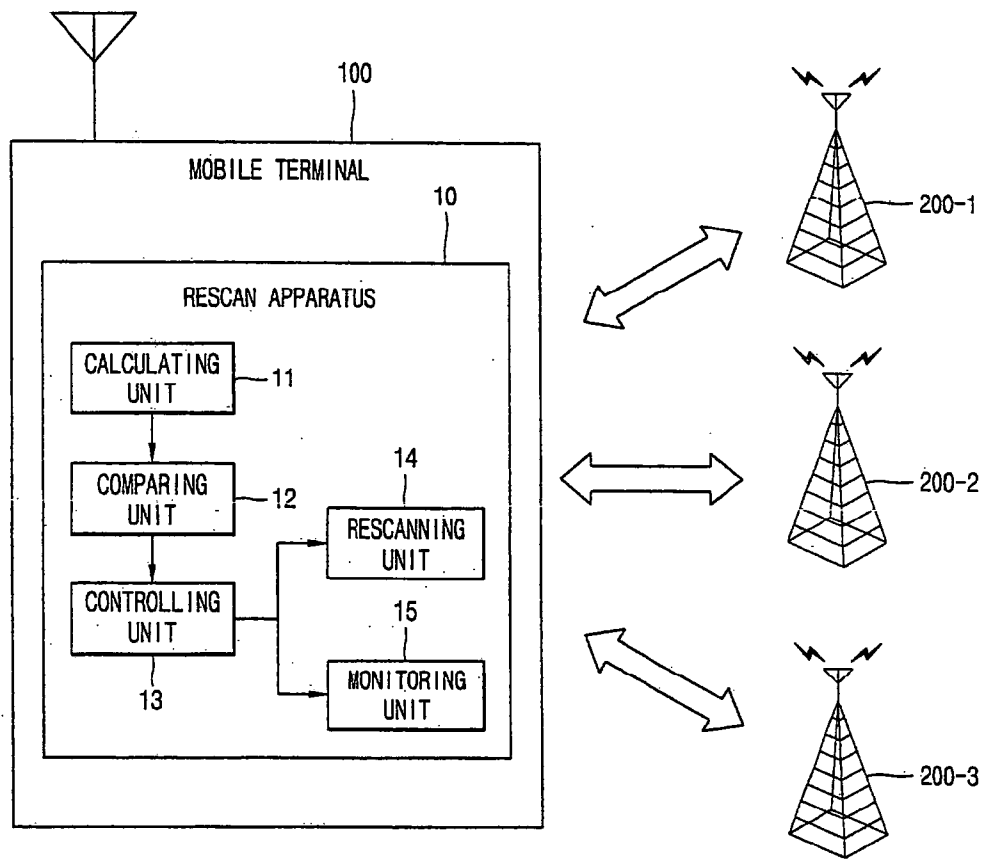 100
MOBILE TERMINAL
10
RESCAN APPARATUS
CALCULATING
UNIT
11
COMPARING
UNIT
12
CONTROLLING
UNIT
13
14
RESCANNING
UNIT
15
MONITORING
UNIT
200-1
200-2
200-3